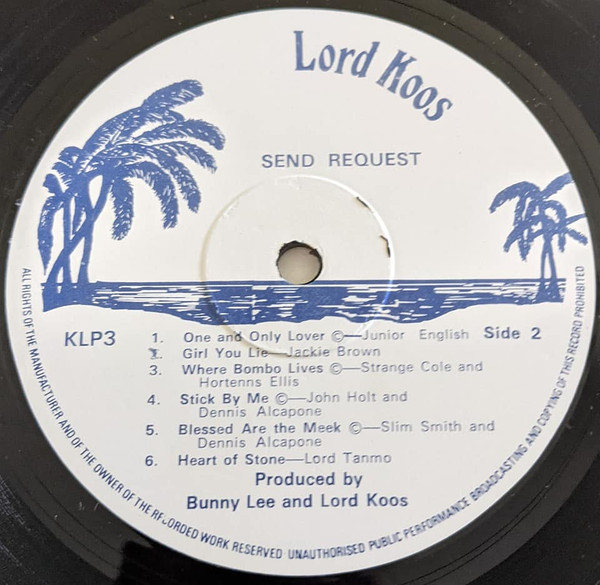 Lord Koos
SEND REQUEST
KLP3
Side 2
1. One and Only Lover ©—Junior English
2. Girl You Lie—Jackie Brown
3. Where Bombo Lives ©—Strange Cole and
Hortenns Ellis
4. Stick By Me ©—John Holt and
Dennis Alcapone
5. Blessed Are the Meek ©—Slim Smith and
Dennis Alcapone
6. Heart of Stone—Lord Tanmo
Produced by
Bunny Lee and Lord Koos
ALL RIGHTS OF THE MANUFACTURER AND OF THE OWNER OF THE RECORDED WORK RESERVED UNAUTHORISED PUBLIC PERFORMANCE BROADCASTING AND COPYING OF THIS RECORD PROHIBITED